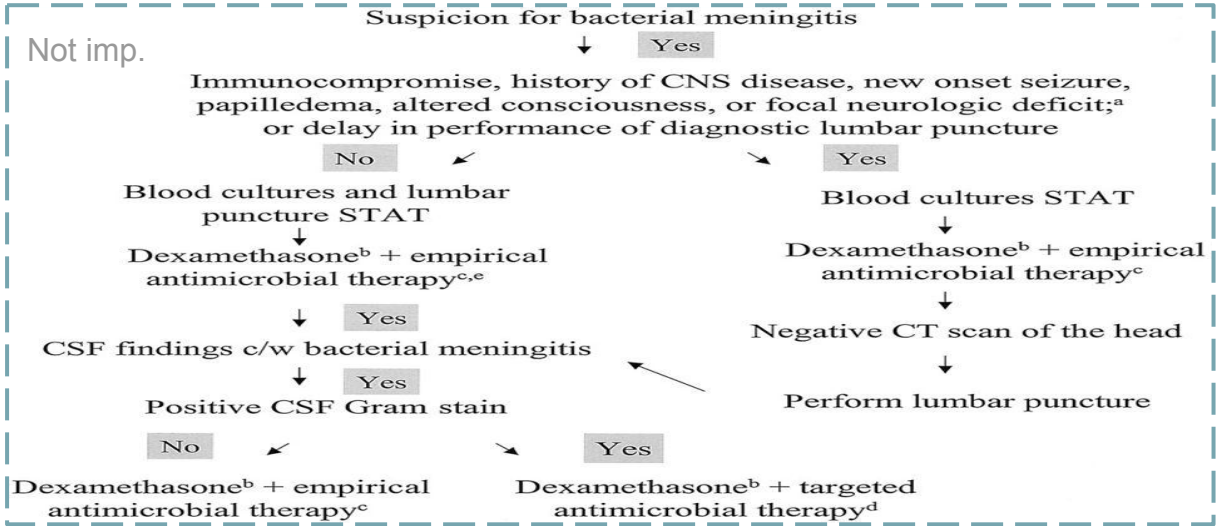 Suspicion for bacterial meningitis
Not imp.
Yes
Immunocompromise, history of CNS disease, new onset seizure,
papilledema, altered consciousness, or focal neurologic deficit;ᵃ
or delay in performance of diagnostic lumbar puncture
No
Yes
Blood cultures and lumbar
puncture STAT
Blood cultures STAT
Dexamethasoneᵇ + empirical
antimicrobial therapyᶜ,ᵉ
Dexamethasoneᵇ + empirical
antimicrobial therapyᶜ
Yes
Negative CT scan of the head
CSF findings c/w bacterial meningitis
Yes
Perform lumbar puncture
Positive CSF Gram stain
No
Yes
Dexamethasoneᵇ + empirical
antimicrobial therapyᶜ
Dexamethasoneᵇ + targeted
antimicrobial therapyᵈ